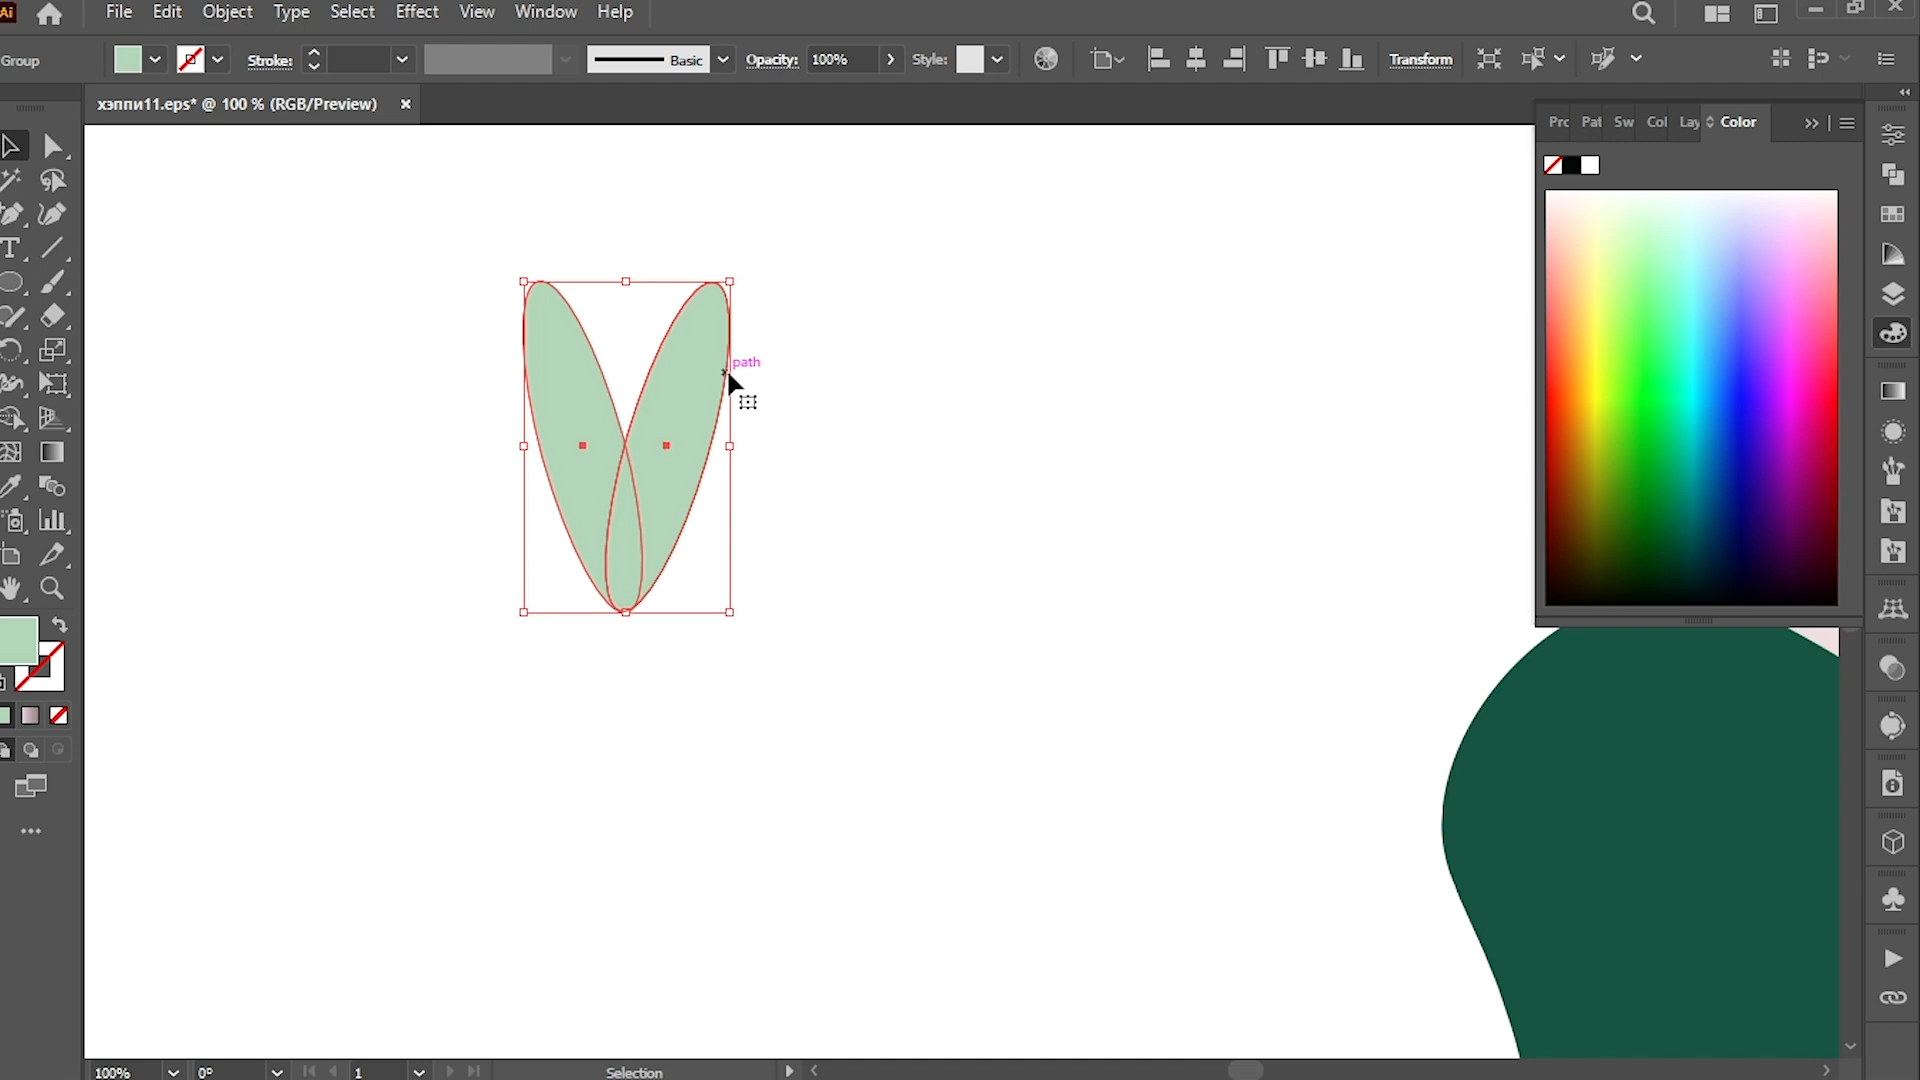 Ai File Edit Object Type Select Effect View Window Help
Group Stroke: Basic Opacity: 100% Style: Transform
хэппи11.eps* @ 100 % (RGB/Preview)
Prc Pat Sw Col Lay Color
path
100% 0° 1 Selection